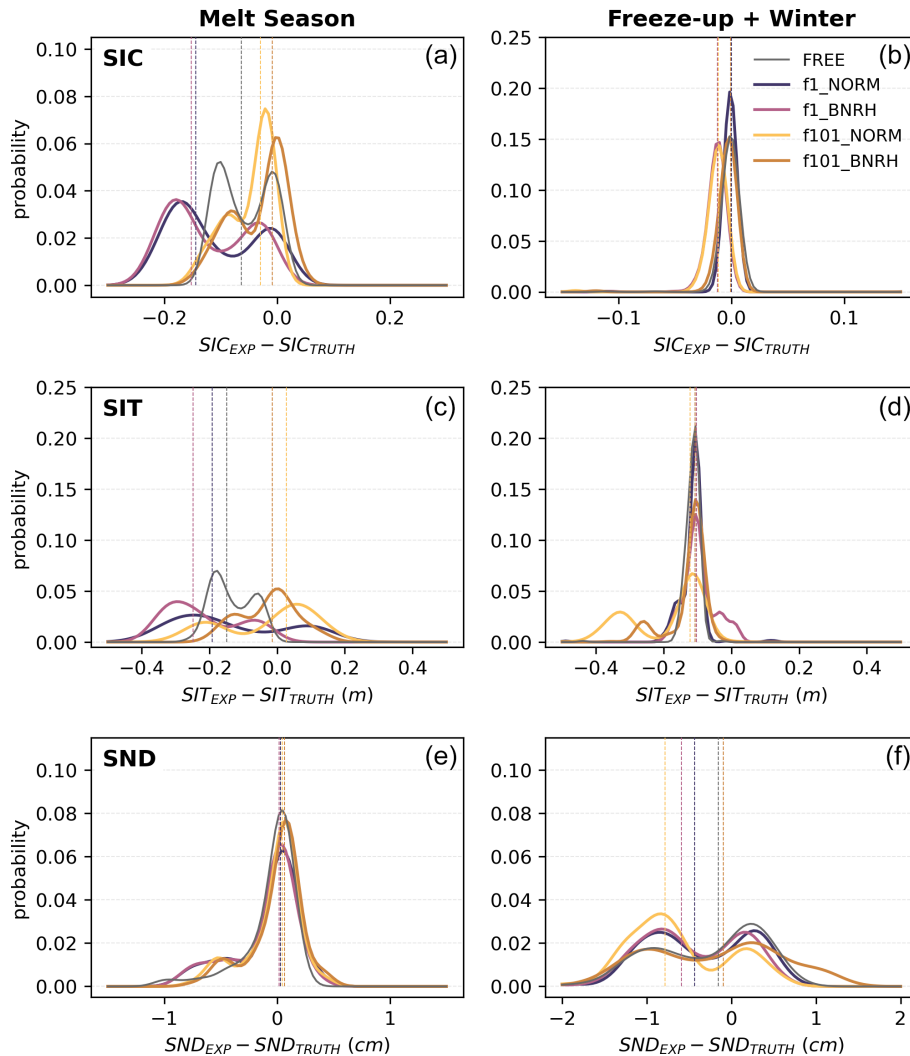 Melt Season
Freeze-up + Winter
SIC
(a)
0.10
0.08
0.06
0.04
0.02
0.00
probability
−0.2
0.0
0.2
SIC_EXP − SIC_TRUTH
(b)
FREE
f1_NORM
f1_BNRH
f101_NORM
f101_BNRH
0.25
0.20
0.15
0.10
0.05
0.00
−0.1
0.0
0.1
SIC_EXP − SIC_TRUTH
SIT
(c)
0.25
0.20
0.15
0.10
0.05
0.00
probability
−0.4
−0.2
0.0
0.2
0.4
SIT_EXP − SIT_TRUTH (m)
(d)
0.25
0.20
0.15
0.10
0.05
0.00
−0.4
−0.2
0.0
0.2
0.4
SIT_EXP − SIT_TRUTH (m)
SND
(e)
0.10
0.08
0.06
0.04
0.02
0.00
probability
−1
0
1
SND_EXP − SND_TRUTH (cm)
(f)
0.10
0.08
0.06
0.04
0.02
0.00
−2
−1
0
1
2
SND_EXP − SND_TRUTH (cm)